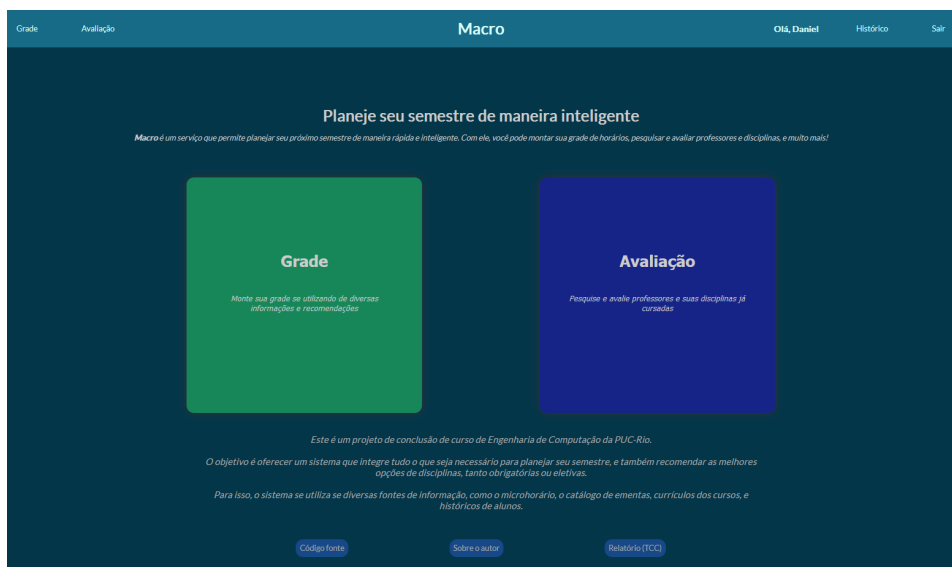 Grade
Avaliação
Macro
Olá, Daniel
Histórico
Sair
Planeje seu semestre de maneira inteligente
Macro é um serviço que permite planejar seu próximo semestre de maneira rápida e inteligente. Com ele, você pode montar sua grade de horários, pesquisar e avaliar professores e disciplinas, e muito mais!
Grade
Monte sua grade se utilizando de diversas
informações e recomendações
Avaliação
Pesquise e avalie professores e suas disciplinas já
cursadas
Este é um projeto de conclusão de curso de Engenharia de Computação da PUC-Rio.
O objetivo é oferecer um sistema que integre tudo o que seja necessário para planejar seu semestre, e também recomendar as melhores
opções de disciplinas, tanto obrigatórias ou eletivas.
Para isso, o sistema se utiliza se diversas fontes de informação, como o microhorário, o catálogo de ementas, currículos dos cursos, e
históricos de alunos.
Código fonte
Sobre o autor
Relatório (TCC)